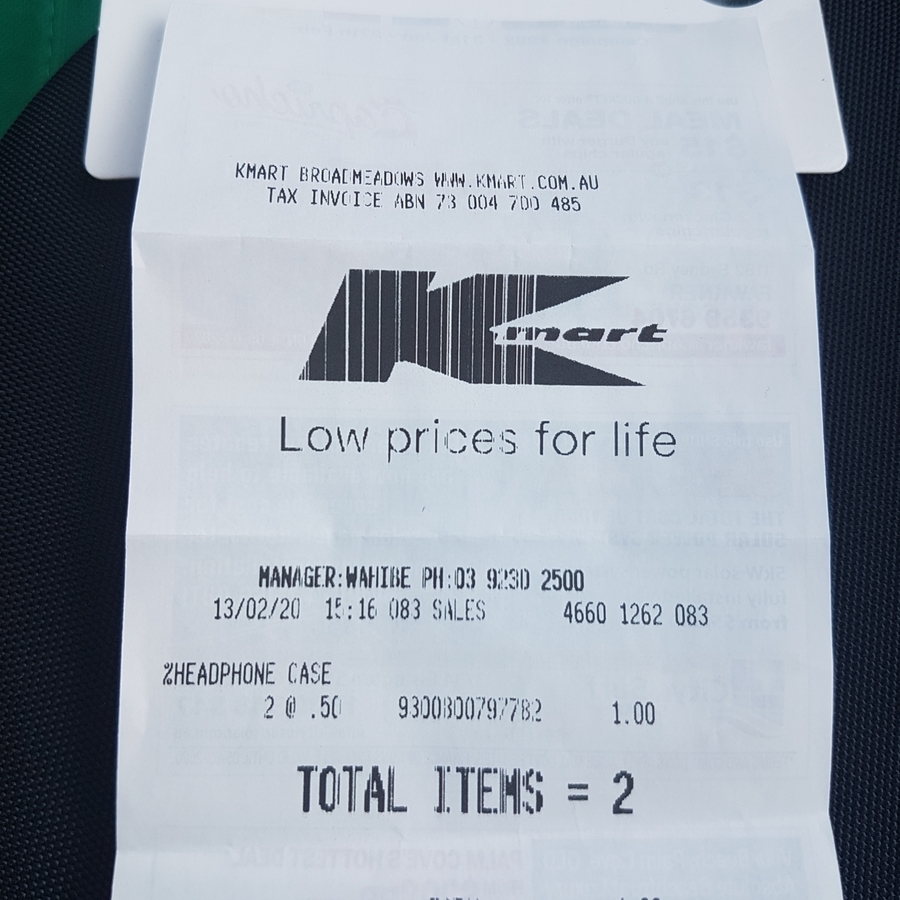 KMART BROADMEADOWS WWW.KMART.COM.AU
TAX INVOICE ABN 73 004 700 485
Kmart
Low prices for life
MANAGER:WAHIBE PH:03 9230 2500
13/02/20 15:16 083 SALES 4660 1262 083
%HEADPHONE CASE
2 @ .50 9300800797782 1.00
TOTAL ITEMS = 2